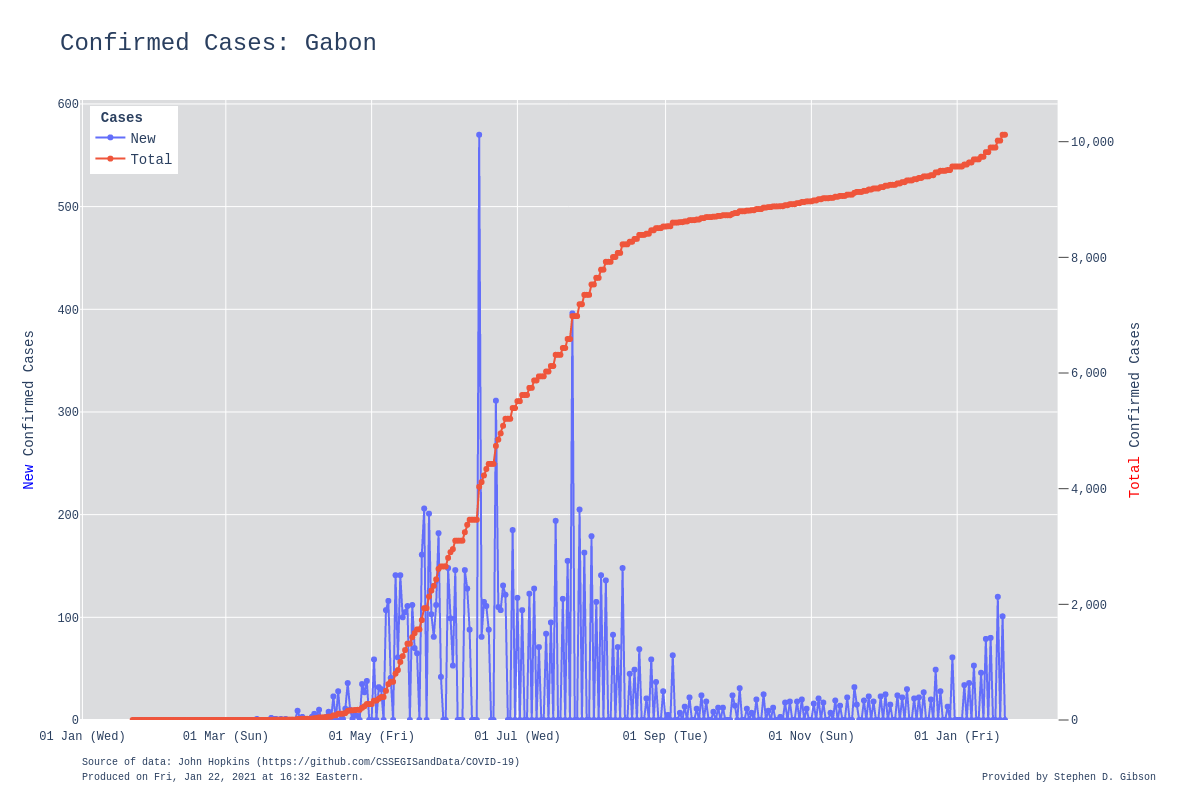 Confirmed Cases: Gabon
Cases
New
Total
600
500
400
300
200
100
0
10,000
8,000
6,000
4,000
2,000
0
New Confirmed Cases
Total Confirmed Cases
01 Jan (Wed) 01 Mar (Sun) 01 May (Fri) 01 Jul (Wed) 01 Sep (Tue) 01 Nov (Sun) 01 Jan (Fri)
Source of data: John Hopkins (https://github.com/CSSEGISandData/COVID-19)
Produced on Fri, Jan 22, 2021 at 16:32 Eastern.
Provided by Stephen D. Gibson